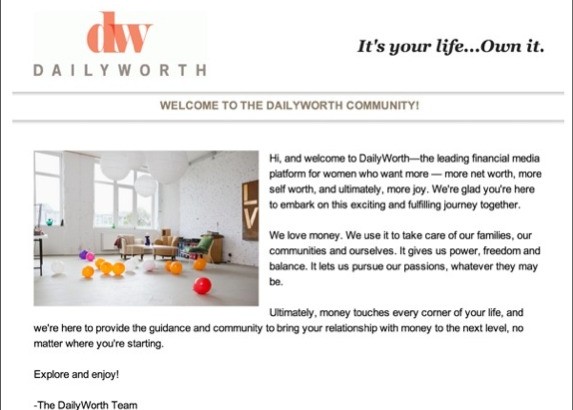 dw
DAILYWORTH
It's your life...Own it.
WELCOME TO THE DAILYWORTH COMMUNITY!
Hi, and welcome to DailyWorth—the leading financial media
platform for women who want more — more net worth, more
self worth, and ultimately, more joy. We're glad you're here
to embark on this exciting and fulfilling journey together.
We love money. We use it to take care of our families, our
communities and ourselves. It gives us power, freedom and
balance. It lets us pursue our passions, whatever they may
be.
Ultimately, money touches every corner of your life, and
we're here to provide the guidance and community to bring your relationship with money to the next level, no
matter where you're starting.
Explore and enjoy!
-The DailyWorth Team
L
V